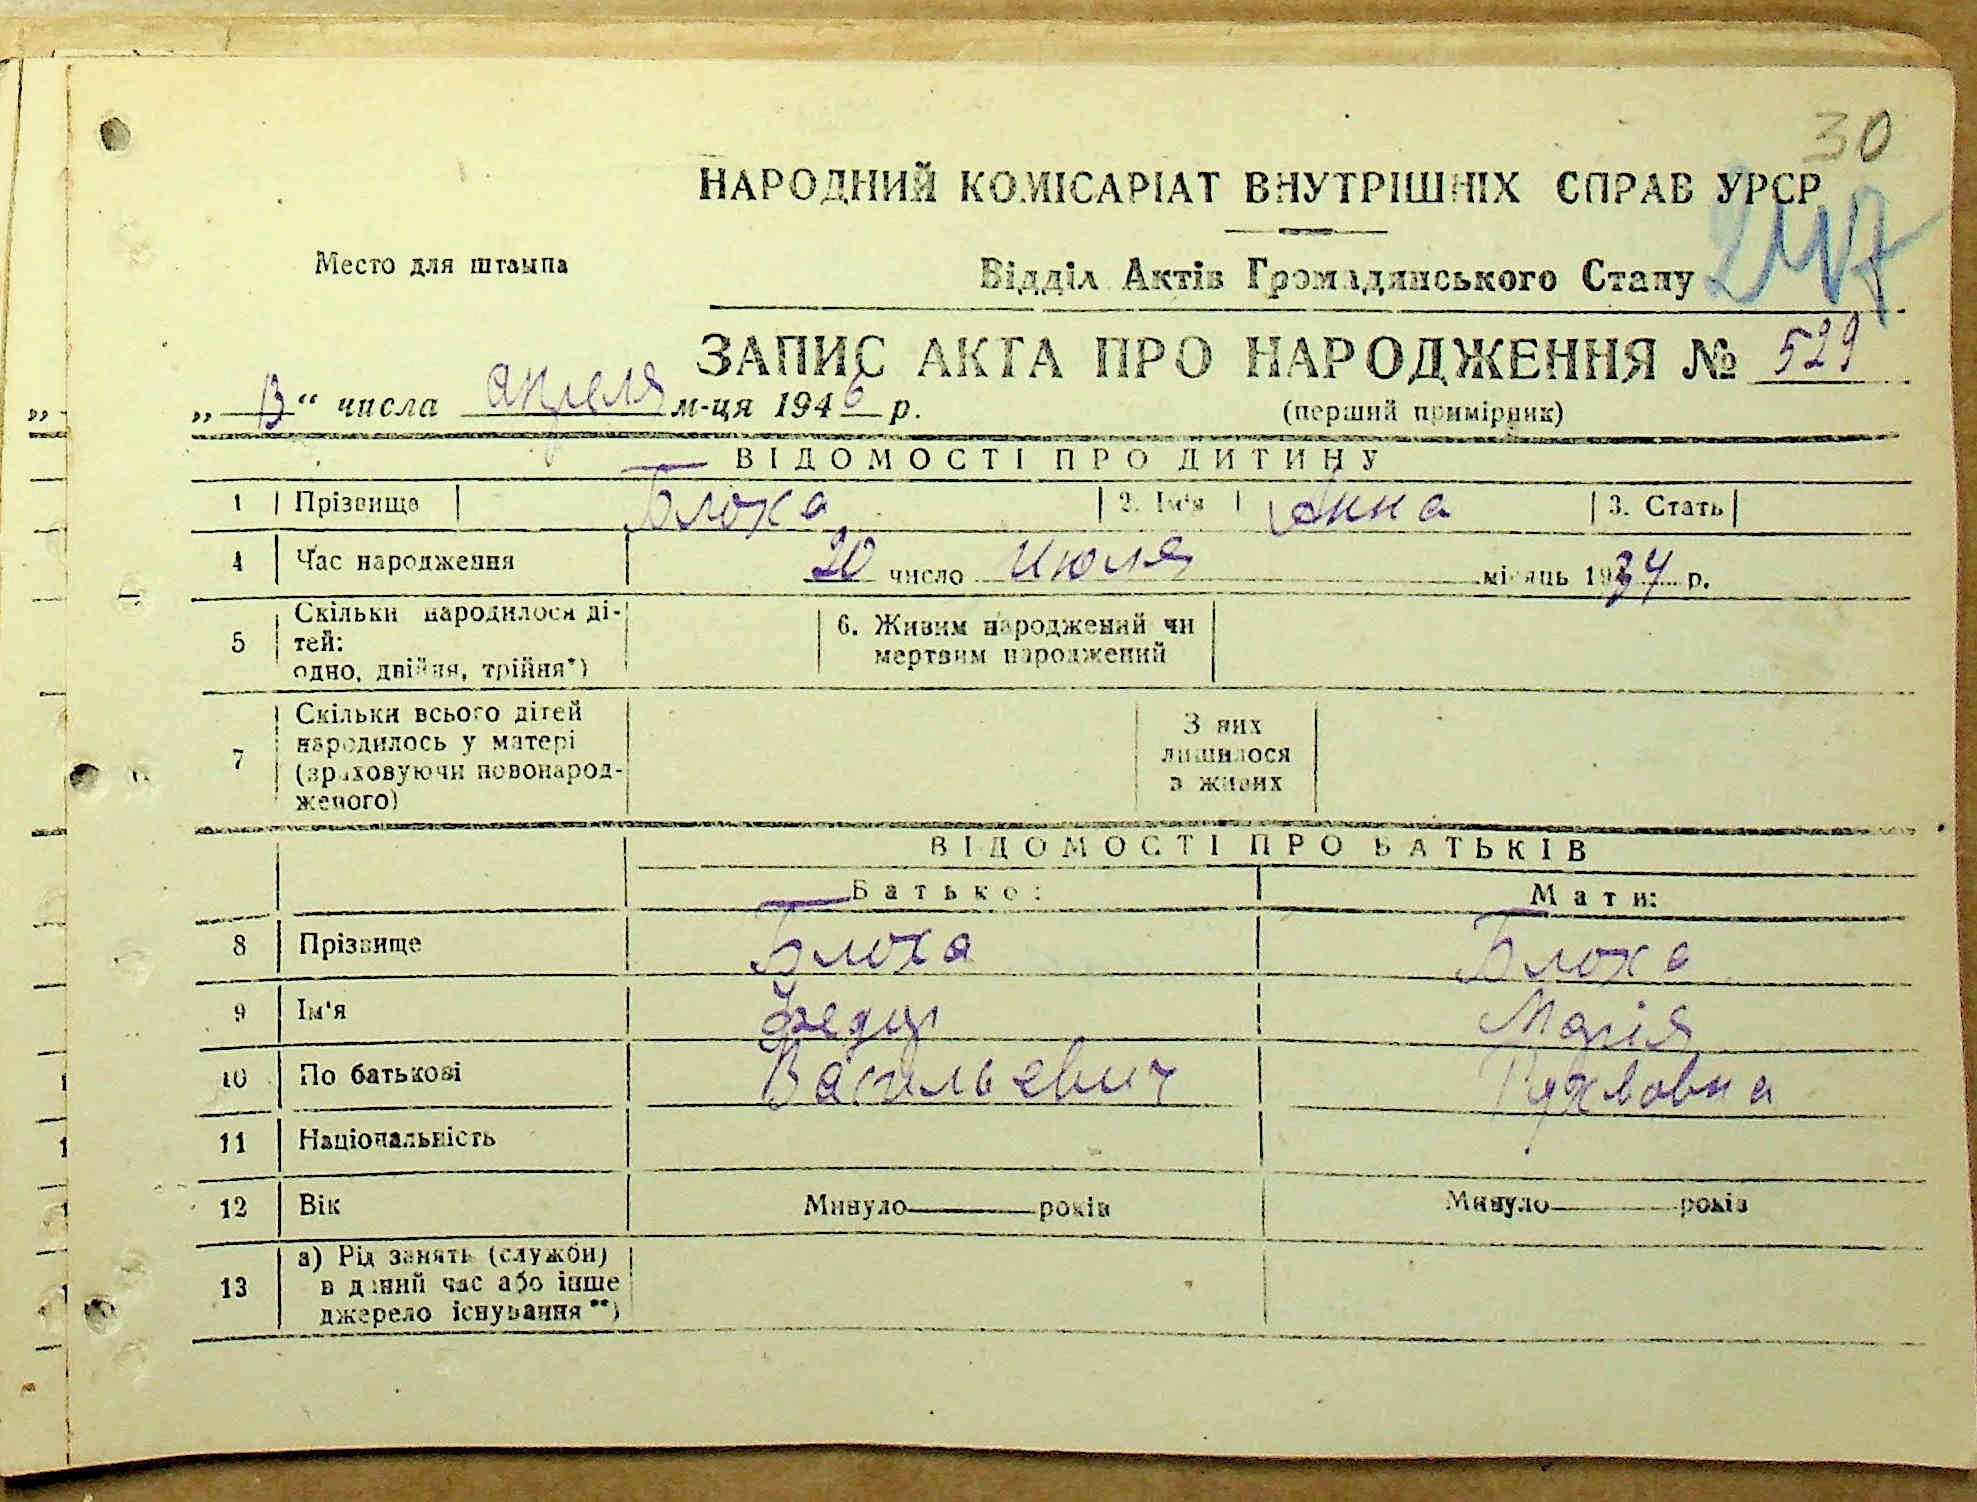 30
НАРОДНИЙ КОМІСАРІАТ ВНУТРІШНІХ СПРАВ УРСР
247
Место для штампа
Відділ Актів Громадянського Стану
ЗАПИС АКТА ПРО НАРОДЖЕННЯ № 529
„ 13 “ числа апреля м-ця 1946 р. (перший примірник)
ВІДОМОСТІ ПРО ДИТИНУ
1 Прізвище Блоха 2. Ім'я Анна 3. Стать
4 Час народження 20 число июля місяць 1934 р.
5 Скільки народилося дітей: одно, двійня, трійня*) 6. Живим народжений чи мертвим народжений
7 Скільки всього дітей народилось у матері (враховуючи новонародженого) З них лишилося в живих
ВІДОМОСТІ ПРО БАТЬКІВ
Батько: Мати:
8 Прізвище Блоха Блоха
9 Ім'я Федор Марія
10 По батькові Васильевич
11 Національність
12 Вік Минуло років Минуло років
13 а) Рід занять (служби) в даний час або інше джерело існування**)